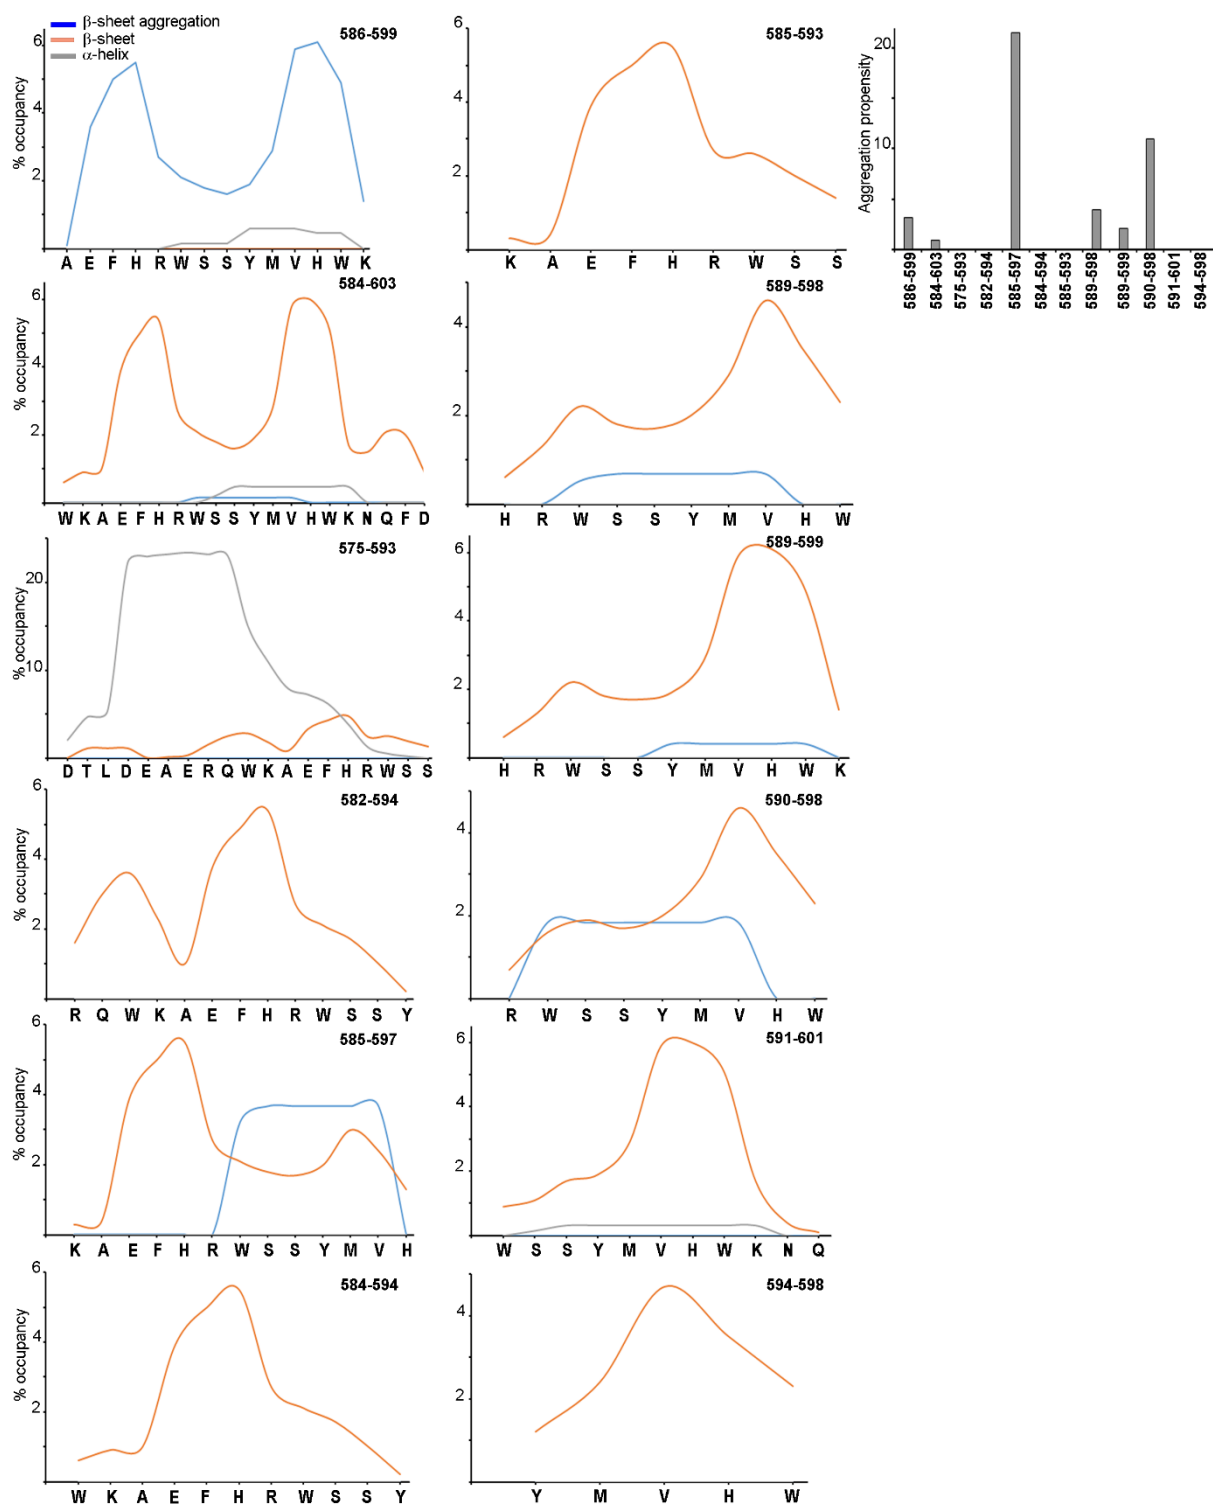 β-sheet aggregation
β-sheet
α-helix
586-599
% occupancy
6
4
2
A E F H R W S S Y M V H W K
585-593
6
4
2
K A E F H R W S S
Aggregation propensity
20
10
586-599
584-603
575-593
582-594
585-597
584-594
585-593
589-598
589-599
590-598
591-601
594-598
584-603
% occupancy
6
4
2
W K A E F H R W S S Y M V H W K N Q F D
589-598
4
2
H R W S S Y M V H W
575-593
% occupancy
20
10
D T L D E A E R Q W K A E F H R W S S
589-599
6
4
2
H R W S S Y M V H W K
582-594
% occupancy
6
4
2
R Q W K A E F H R W S S Y
590-598
4
2
R W S S Y M V H W
585-597
% occupancy
6
4
2
K A E F H R W S S Y M V H
591-601
6
4
2
W S S Y M V H W K N Q
584-594
% occupancy
6
4
2
W K A E F H R W S S Y
594-598
4
2
Y M V H W